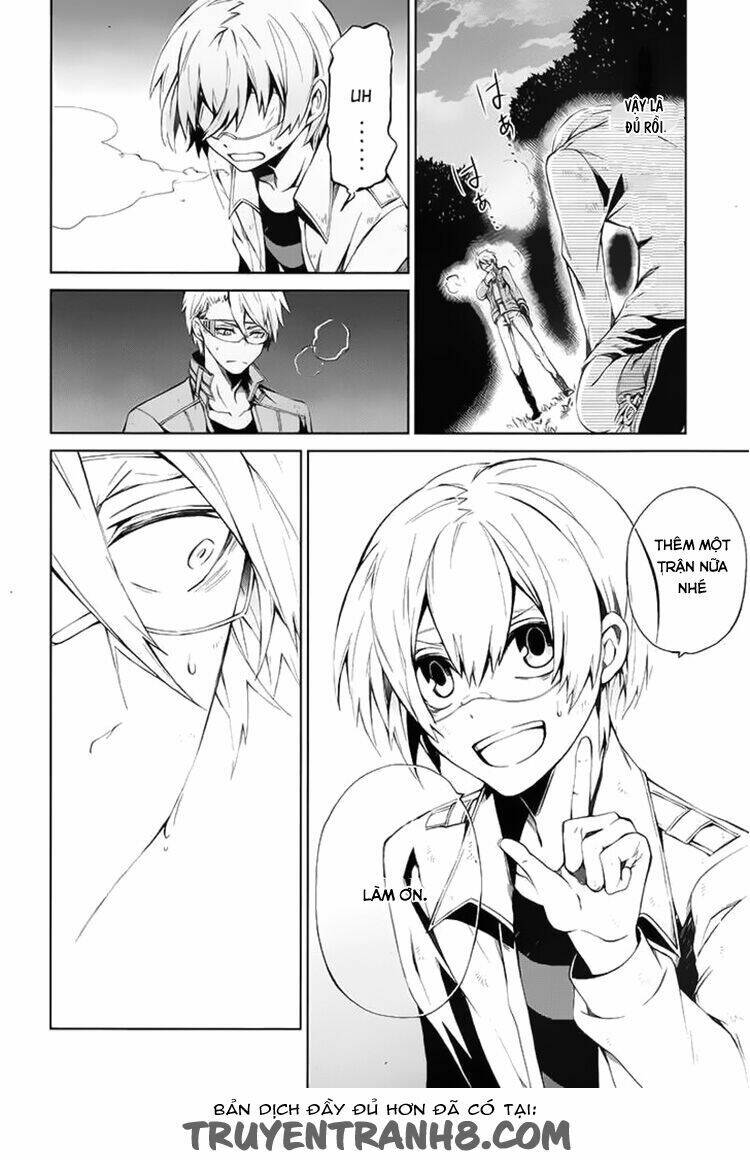 VẬY LÀ
ĐỦ RỒI.
はぁ…
はぁ…
UH
......
THÊM MỘT
TRẬN NỮA
NHÉ
LÀM ƠN.
BẢN DỊCH ĐẦY ĐỦ HƠN ĐÃ CÓ TẠI:
TRUYENTRANH8.COM